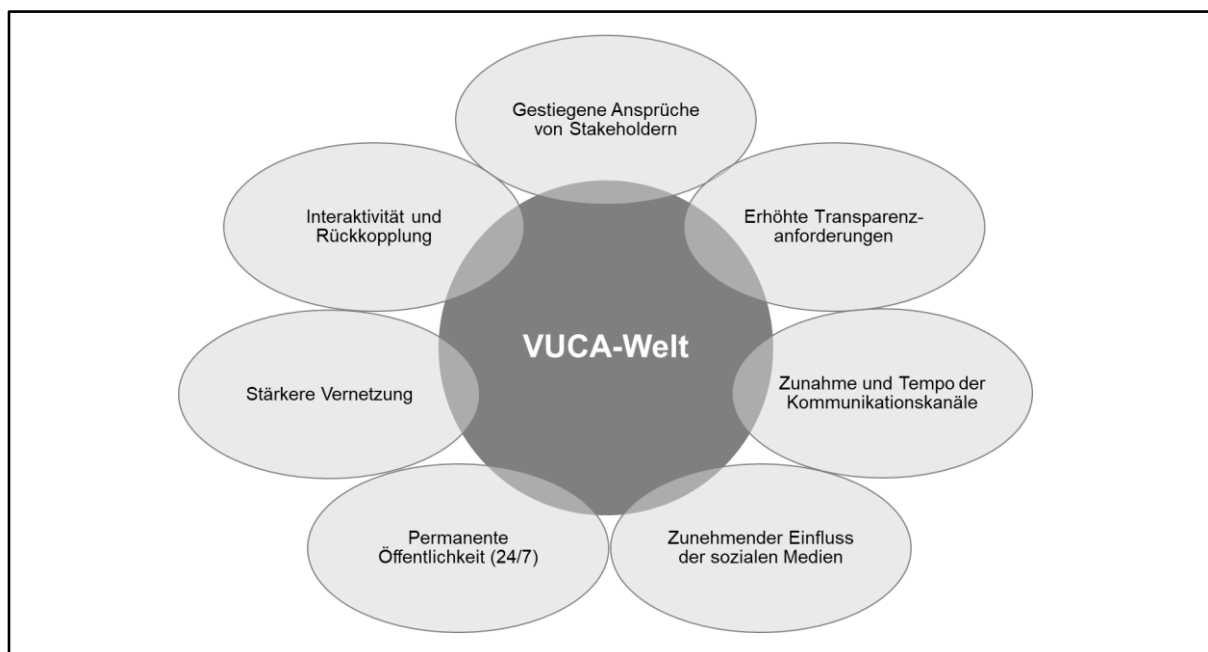 Gestiegene Ansprüche
von Stakeholdern
Erhöhte Transparenz-
anforderungen
Zunahme und Tempo der
Kommunikationskanäle
Zunehmender Einfluss
der sozialen Medien
Permanente
Öffentlichkeit (24/7)
Stärkere Vernetzung
Interaktivität und
Rückkopplung
VUCA-Welt